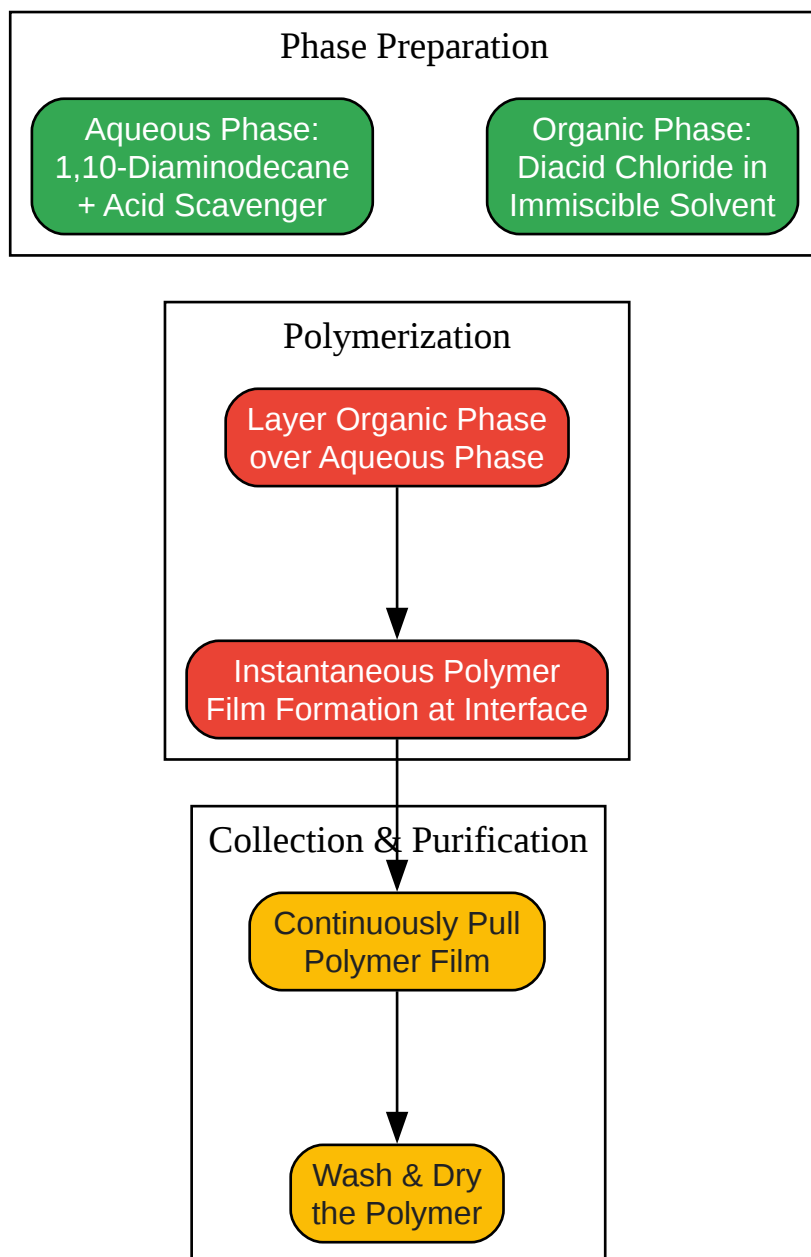 Phase Preparation
Aqueous Phase:
1,10-Diaminodecane
+ Acid Scavenger
Organic Phase:
Diacid Chloride in
Immiscible Solvent
Polymerization
Layer Organic Phase
over Aqueous Phase
Instantaneous Polymer
Film Formation at Interface
Collection & Purification
Continuously Pull
Polymer Film
Wash & Dry
the Polymer